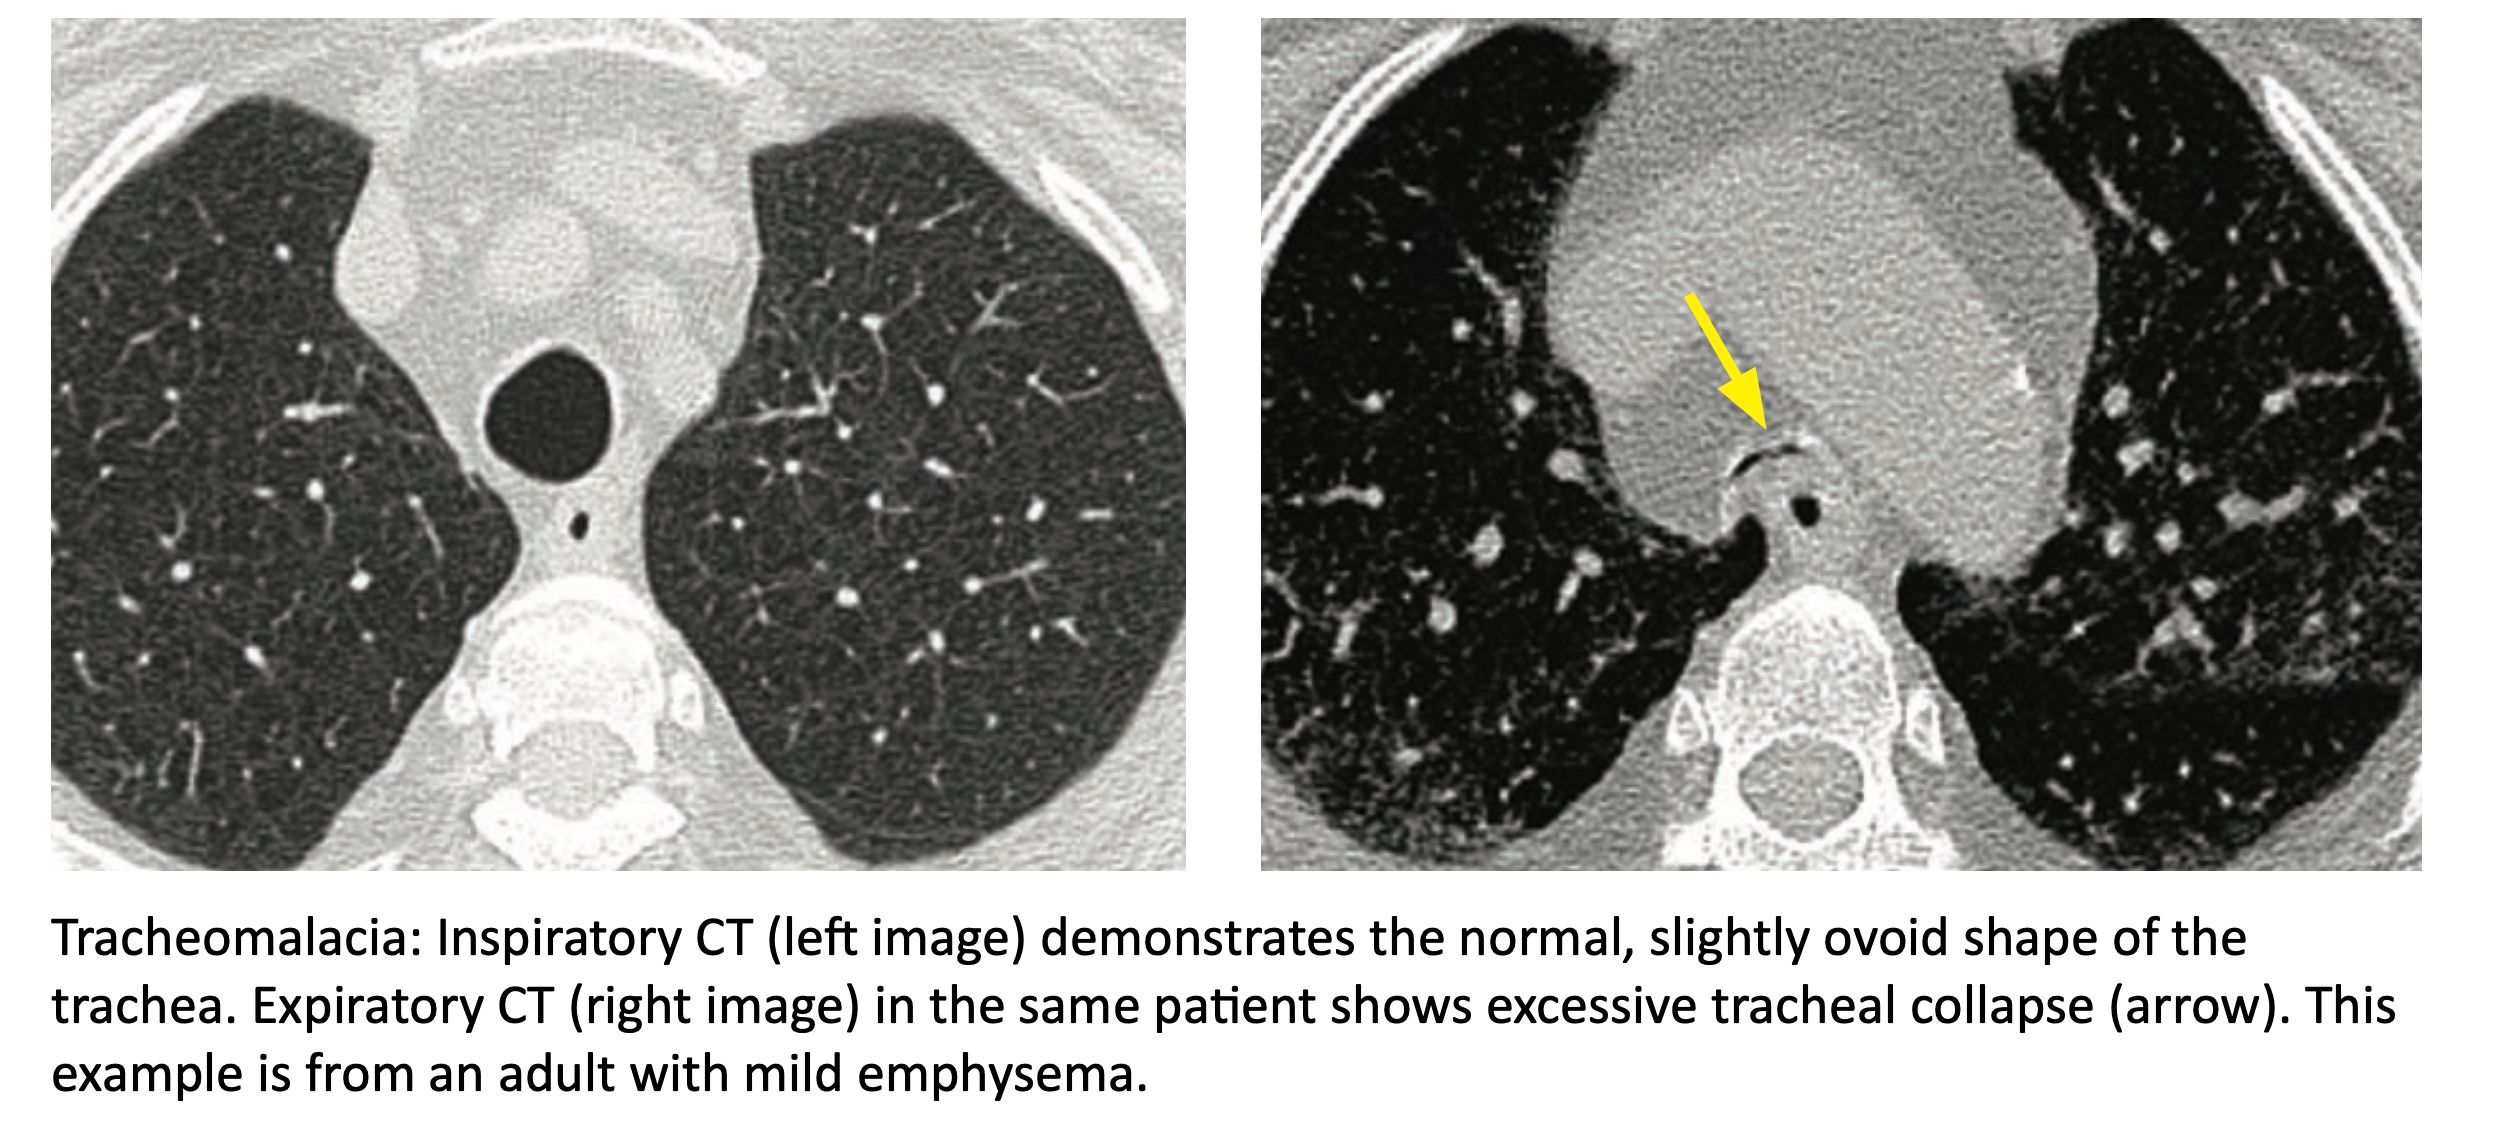 Tracheomalacia: Inspiratory CT (left image) demonstrates the normal, slightly ovoid shape of the
trachea. Expiratory CT (right image) in the same patient shows excessive tracheal collapse (arrow). This
example is from an adult with mild emphysema.